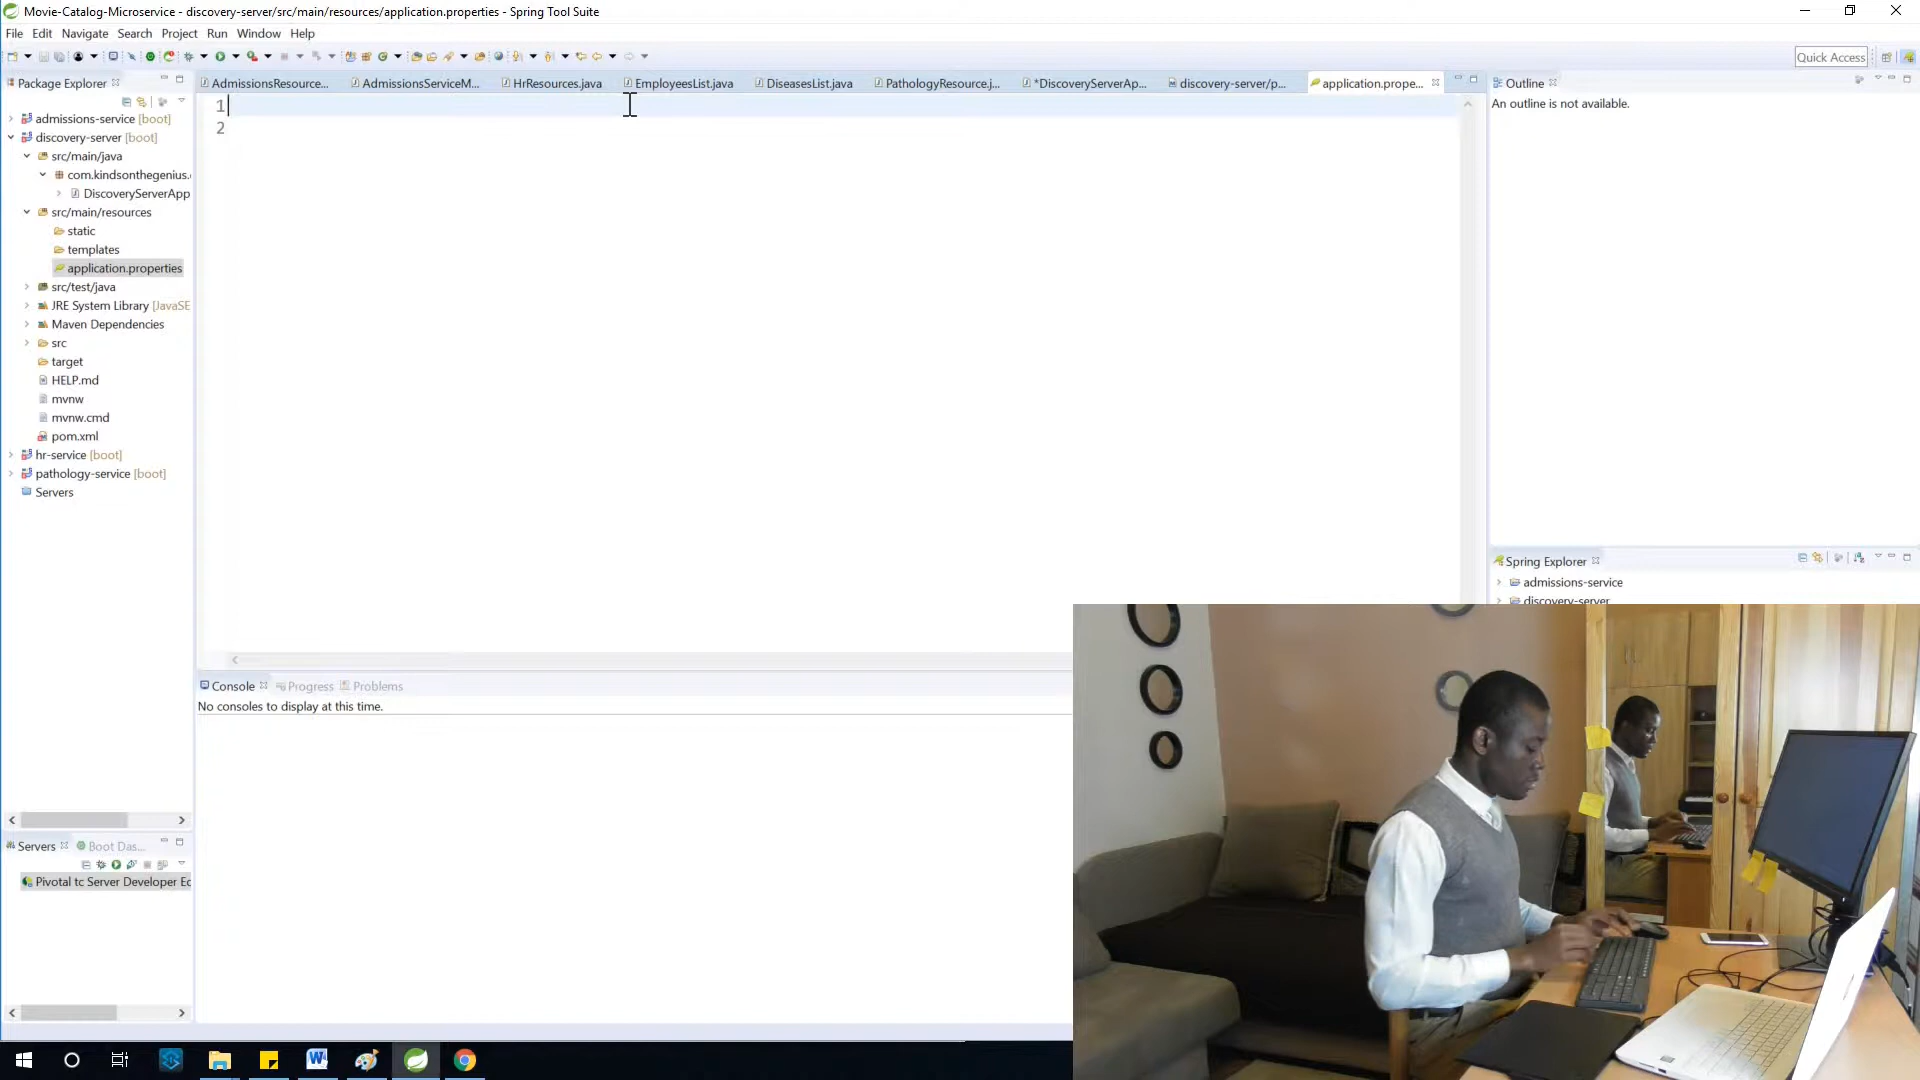 Movie-Catalog-Microservice - discovery-server/src/main/resources/application.properties - Spring Tool Suite
File Edit Navigate Search Project Run Window Help
Quick Access
Package Explorer
admissions-service [boot]
discovery-server [boot]
src/main/java
com.kindsonthegenius.
DiscoveryServerApp
src/main/resources
static
templates
application.properties
src/test/java
JRE System Library [JavaSE
Maven Dependencies
src
target
HELP.md
mvnw
mvnw.cmd
pom.xml
hr-service [boot]
pathology-service [boot]
Servers
AdmissionsResource... AdmissionsServiceM... HrResources.java EmployeesList.java DiseasesList.java PathologyResource.j... *DiscoveryServerAp... discovery-server/p... application.prope...
1
2
Outline
An outline is not available.
Spring Explorer
admissions-service
discovery-server
Console Progress Problems
No consoles to display at this time.
Servers Boot Das...
Pivotal tc Server Developer Ed